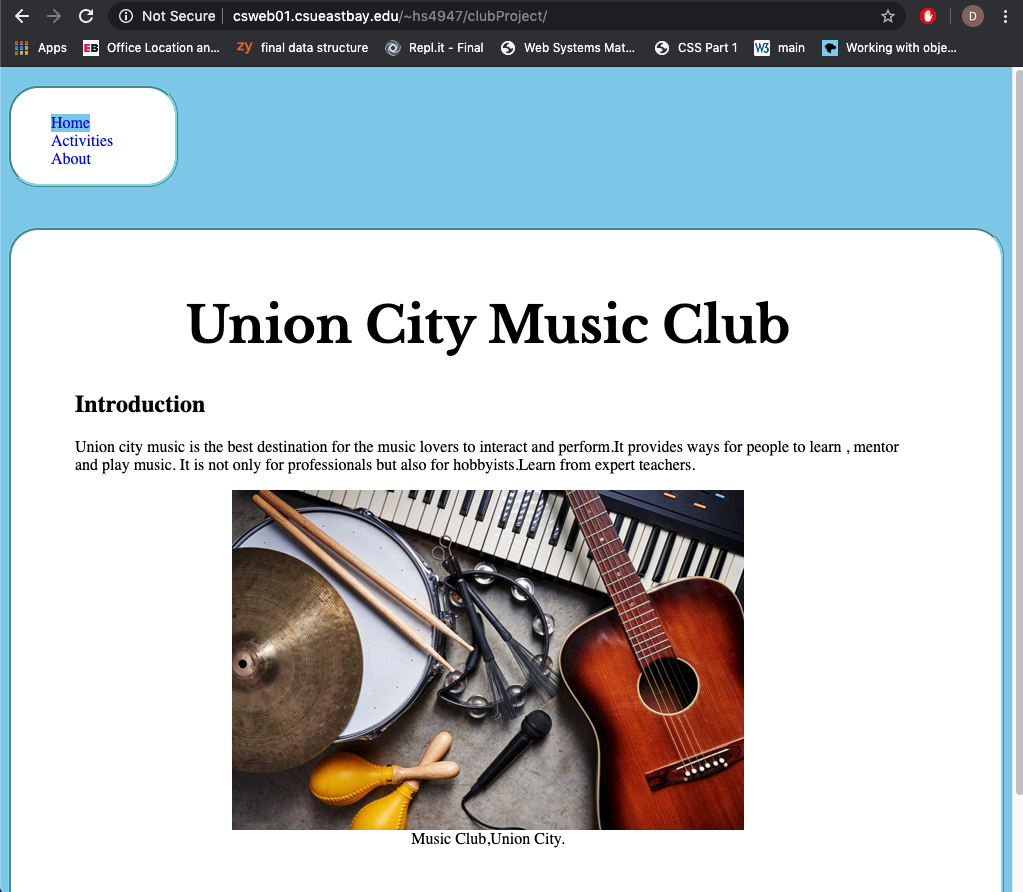 Not Secure | csweb01.csueastbay.edu/~hs4947/clubProject/ D
Apps EB Office Location an... zy final data structure Repl.it - Final Web Systems Mat... CSS Part 1 W3 main Working with obje...
Home
Activities
About
Union City Music Club
Introduction
Union city music is the best destination for the music lovers to interact and perform.It provides ways for people to learn , mentor
and play music. It is not only for professionals but also for hobbyists.Learn from expert teachers.
Music Club,Union City.